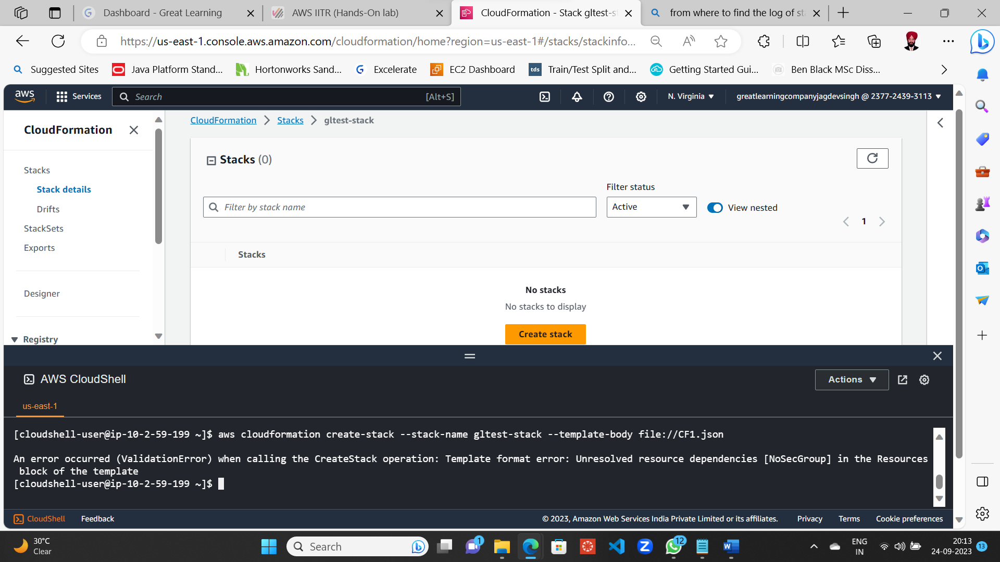 Dashboard - Great Learning
AWS IITR (Hands-On lab)
CloudFormation - Stack gltest-s
from where to find the log of sta
https://us-east-1.console.aws.amazon.com/cloudformation/home?region=us-east-1#/stacks/stackinfo...
Suggested Sites
Java Platform Stand...
Hortonworks Sand...
Excelerate
EC2 Dashboard
tds
Train/Test Split and...
Getting Started Gui...
Ben Black MSc Diss...
aws
Services
Search
[Alt+S]
N. Virginia
greatlearningcompanyjagdevsingh @ 2377-2439-3113
CloudFormation
Stacks
Stack details
Drifts
StackSets
Exports
Designer
Registry
CloudFormation
Stacks
gltest-stack
Stacks (0)
Filter status
Filter by stack name
Active
View nested
1
Stacks
No stacks
No stacks to display
Create stack
AWS CloudShell
Actions
us-east-1
[cloudshell-user@ip-10-2-59-199 ~]$ aws cloudformation create-stack --stack-name gltest-stack --template-body file://CF1.json
An error occurred (ValidationError) when calling the CreateStack operation: Template format error: Unresolved resource dependencies [NoSecGroup] in the Resources
block of the template
[cloudshell-user@ip-10-2-59-199 ~]$
CloudShell
Feedback
© 2023, Amazon Web Services India Private Limited or its affiliates.
Privacy
Terms
Cookie preferences
30°C
Clear
Search
1
12
ENG
IN
20:13
24-09-2023
13